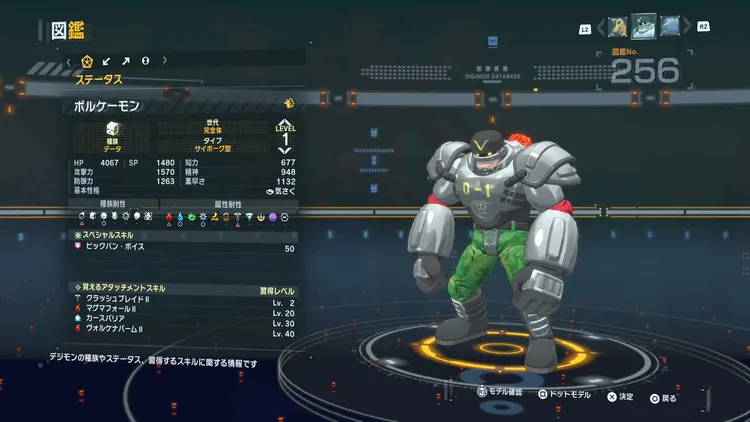 図鑑
L2
R2
図鑑No.
256
DIGIMON DATABASE
ステータス
ボルケーモン
種族
データ
世代
完全体
タイプ
サイボーグ型
LEVEL
1
HP 4067 SP 1480 知力 677
攻撃力 1570 精神 948
防御力 1263 素早さ 1132
基本性格 気さく
種族耐性 属性耐性
スペシャルスキル
ビッグバン・ボイス 50
覚えるアタッチメントスキル 習得レベル
クラッシュブレイドⅡ Lv. 2
マグマフォールⅡ Lv. 20
カースバリア Lv. 30
ヴォルケナパームⅡ Lv. 40
デジモンの種族やステータス、習得するスキルに関する情報です
0-1
R3 モデル確認 ドットモデル 決定 戻る